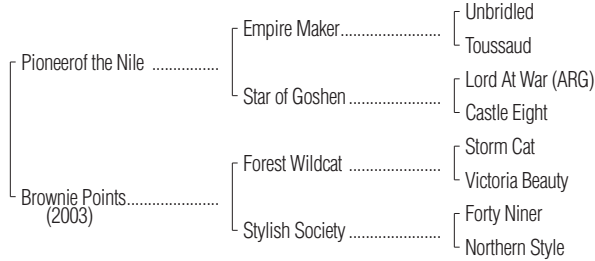 Unbridled
Empire Maker..................
Toussaud
Pioneerof the Nile ................
Lord At War (ARG)
Star of Goshen ......................
Castle Eight
Storm Cat
Forest Wildcat ......................
Victoria Beauty
Brownie Points......................
(2003)
Forty Niner
Stylish Society ......................
Northern Style